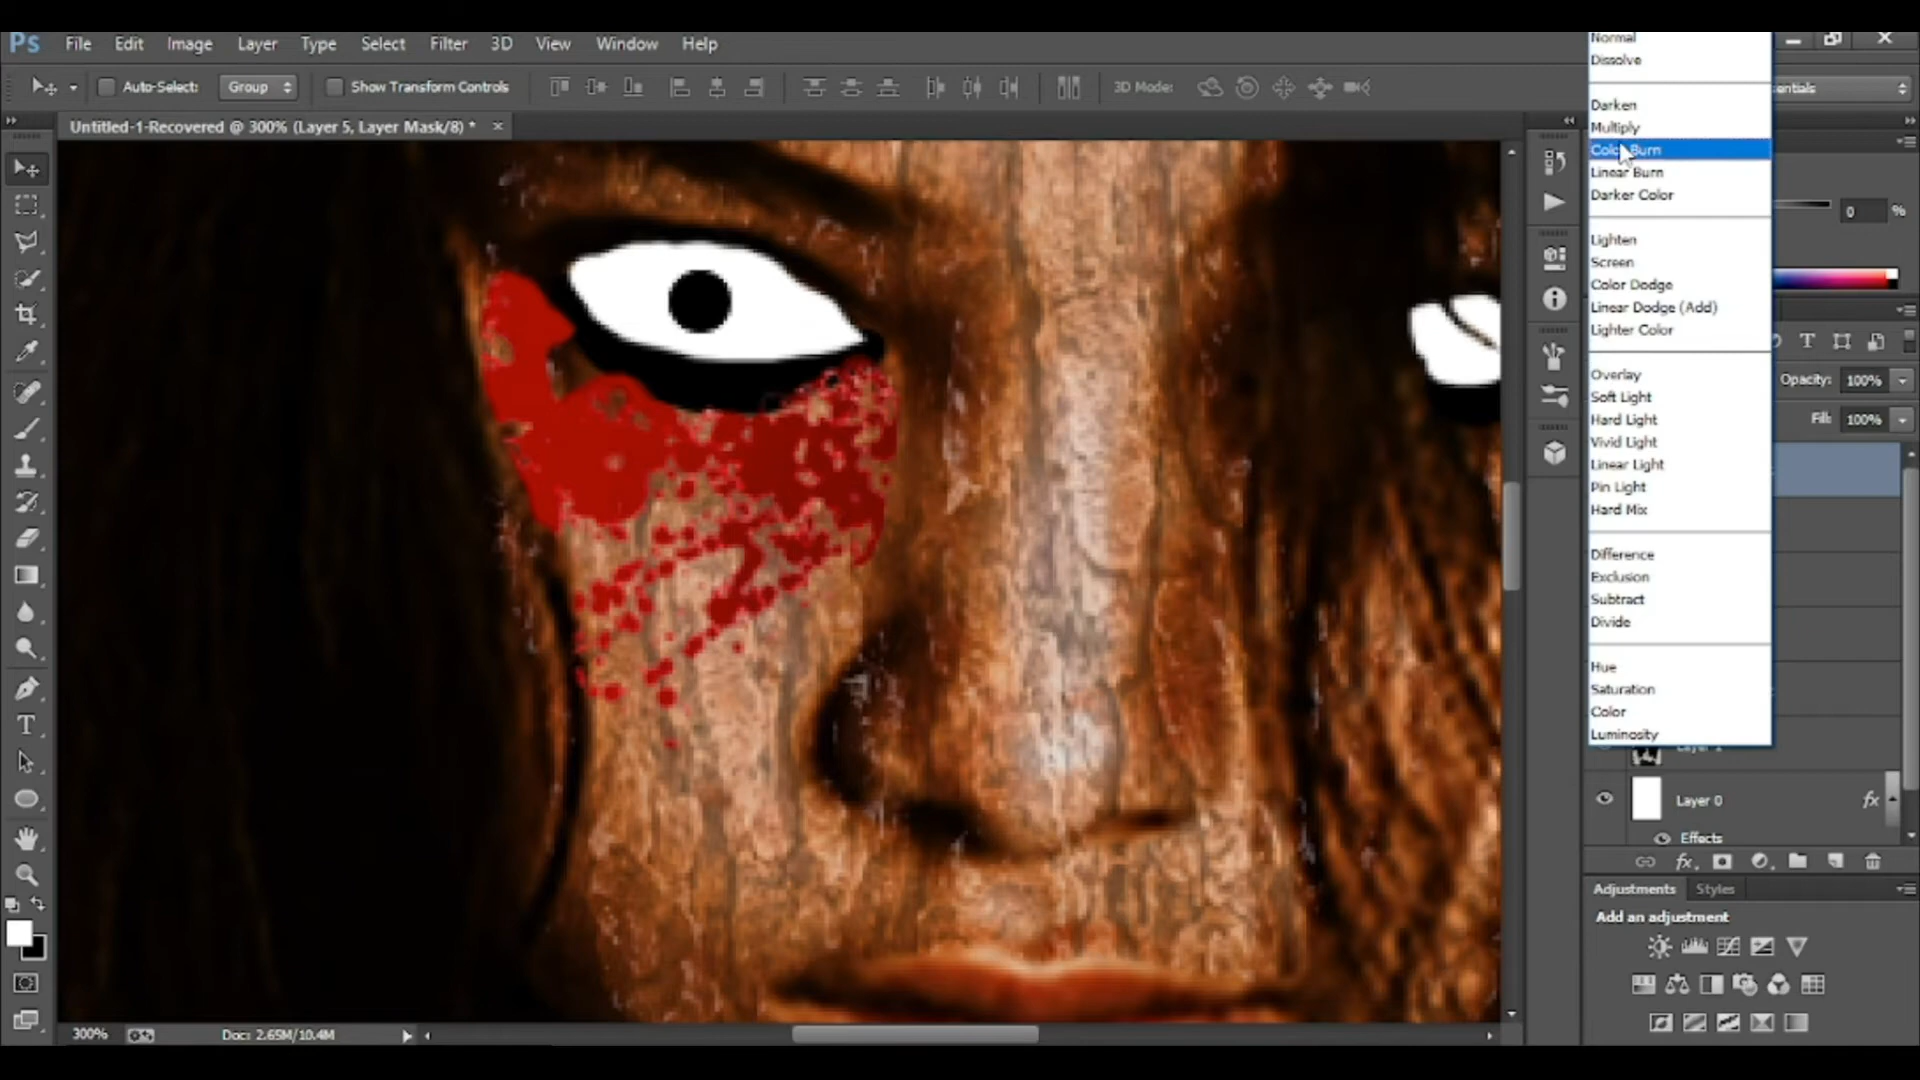 Ps File Edit Image Layer Type Select Filter 3D View Window Help
Auto-Select: Group Show Transform Controls 3D Mode:
Untitled-1-Recovered @ 300% (Layer 5, Layer Mask/8) * ×
Normal
Dissolve
Darken
Multiply
Color Burn
Linear Burn
Darker Color
Lighten
Screen
Color Dodge
Linear Dodge (Add)
Lighter Color
Overlay
Soft Light
Hard Light
Vivid Light
Linear Light
Pin Light
Hard Mix
Difference
Exclusion
Subtract
Divide
Hue
Saturation
Color
Luminosity
entials
0 %
Opacity: 100%
Fill: 100%
Layer 0 fx
Effects
fx
Adjustments Styles
Add an adjustment
300% Doc: 2.65M/10.4M